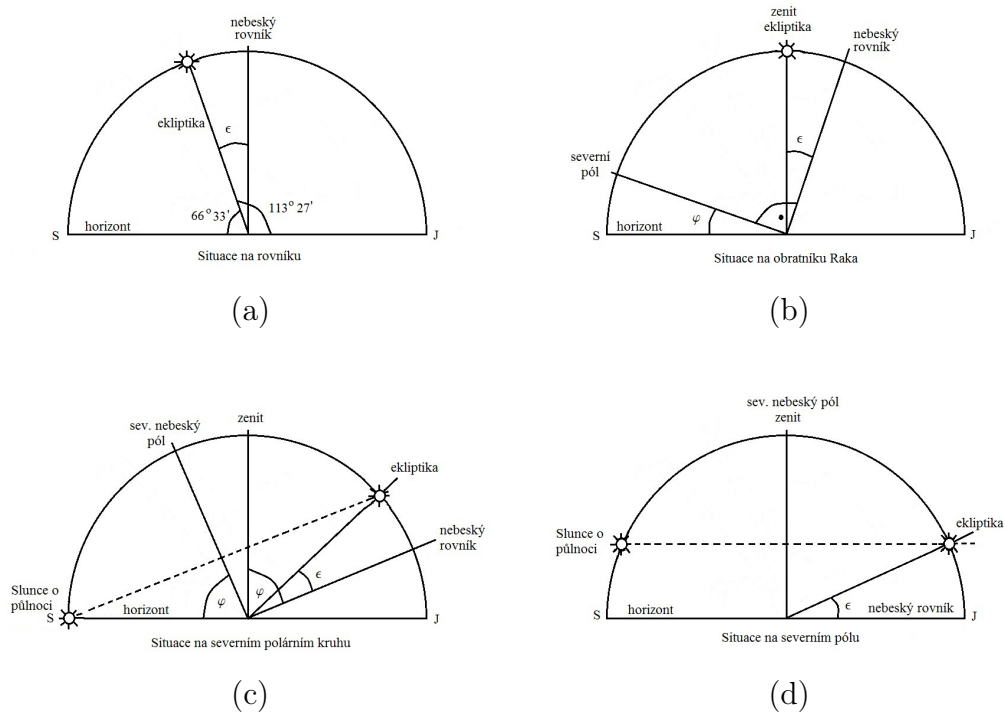 nebeský
rovník
ekliptika
ϵ
66° 33'
113° 27'
S
horizont
J
Situace na rovníku
(a)
zenit
ekliptika
nebeský
rovník
ϵ
severní
pól
φ
S
horizont
J
Situace na obratníku Raka
(b)
sev. nebeský
pól
zenit
ekliptika
nebeský
rovník
ϵ
φ
φ
Slunce o
půlnoci
S
horizont
J
Situace na severním polárním kruhu
(c)
sev. nebeský pól
zenit
Slunce o
půlnoci
ekliptika
ϵ
S
horizont
nebeský rovník
J
Situace na severním pólu
(d)